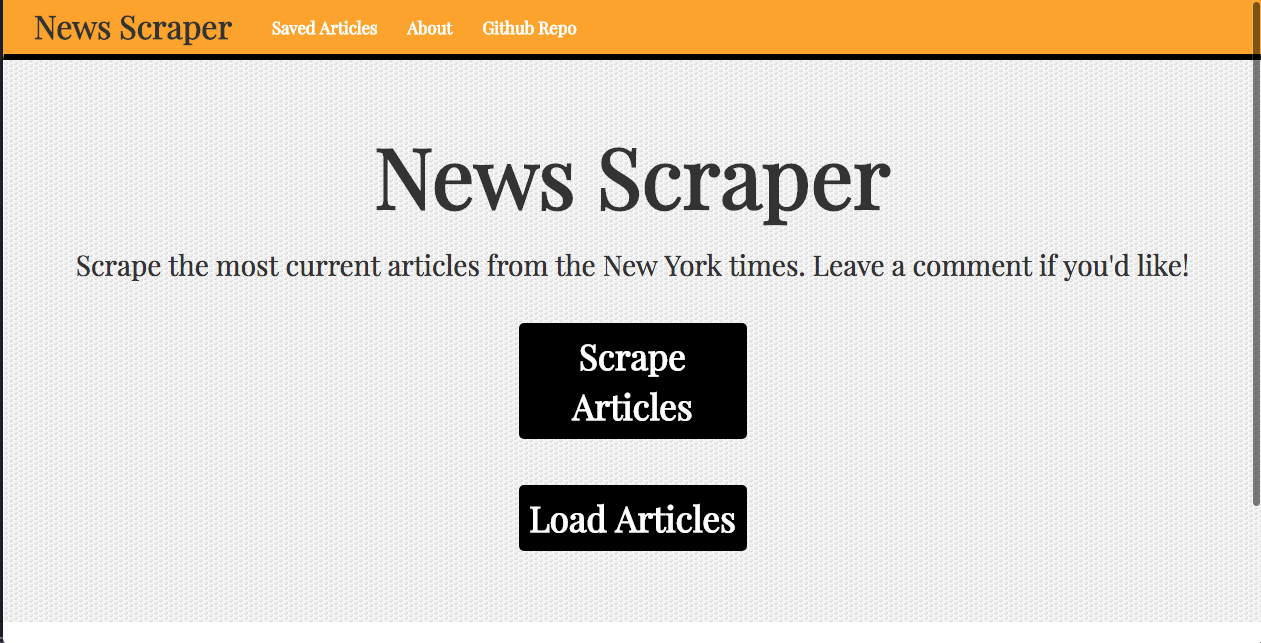 News Scraper Saved Articles About Github Repo
News Scraper
Scrape the most current articles from the New York times. Leave a comment if you'd like!
Scrape
Articles
Load Articles